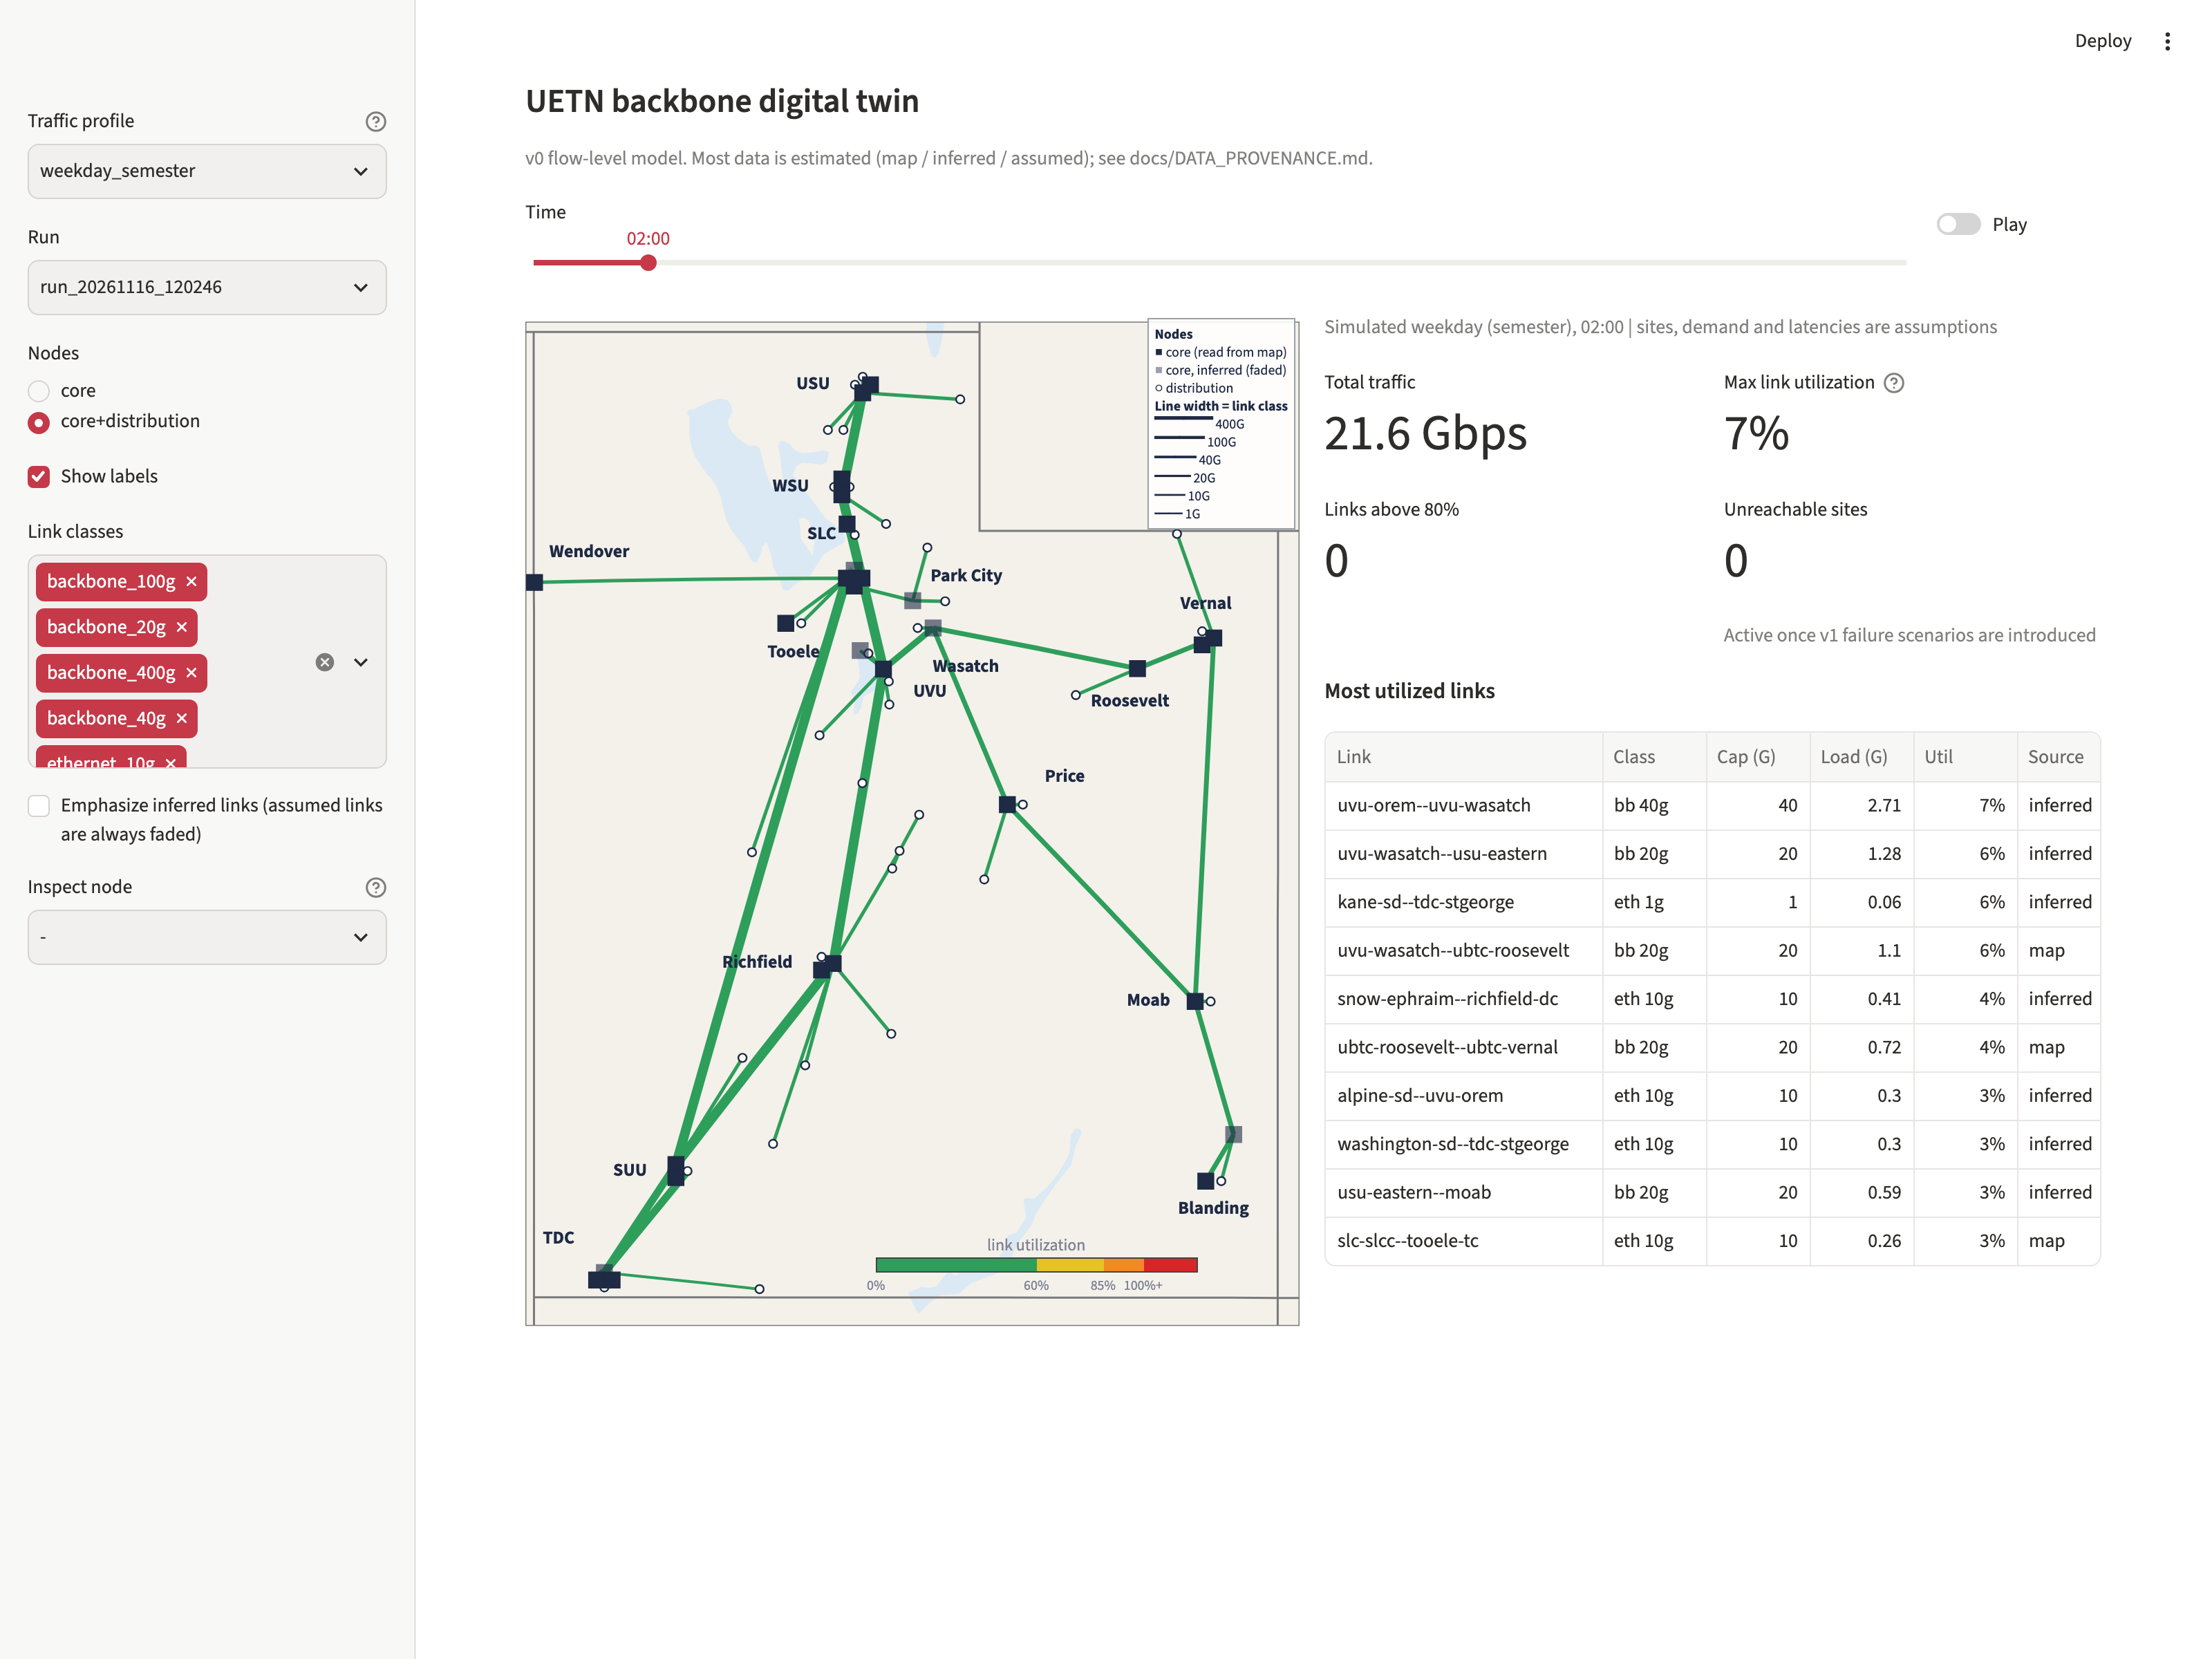 Deploy
Traffic profile
weekday_semester
Run
run_20261116_120246
Nodes
core
core+distribution
Show labels
Link classes
backbone_100g ×
backbone_20g ×
backbone_400g ×
backbone_40g ×
ethernet_10g ×
Emphasize inferred links (assumed links
are always faded)
Inspect node
-
UETN backbone digital twin
v0 flow-level model. Most data is estimated (map / inferred / assumed); see docs/DATA_PROVENANCE.md.
Time
02:00
Play
Nodes
core (read from map)
core, inferred (faded)
distribution
Line width = link class
400G
100G
40G
20G
10G
1G
USU
WSU
SLC
Wendover
Park City
Vernal
Tooele
Wasatch
UVU
Roosevelt
Price
Richfield
Moab
SUU
Blanding
TDC
link utilization
0% 60% 85% 100%+
Simulated weekday (semester), 02:00 | sites, demand and latencies are assumptions
Total traffic
21.6 Gbps
Max link utilization
7%
Links above 80%
0
Unreachable sites
0
Active once v1 failure scenarios are introduced
Most utilized links
Link Class Cap (G) Load (G) Util Source
uvu-orem--uvu-wasatch bb 40g 40 2.71 7% inferred
uvu-wasatch--usu-eastern bb 20g 20 1.28 6% inferred
kane-sd--tdc-stgeorge eth 1g 1 0.06 6% inferred
uvu-wasatch--ubtc-roosevelt bb 20g 20 1.1 6% map
snow-ephraim--richfield-dc eth 10g 10 0.41 4% inferred
ubtc-roosevelt--ubtc-vernal bb 20g 20 0.72 4% map
alpine-sd--uvu-orem eth 10g 10 0.3 3% inferred
washington-sd--tdc-stgeorge eth 10g 10 0.3 3% inferred
usu-eastern--moab bb 20g 20 0.59 3% inferred
slc-slcc--tooele-tc eth 10g 10 0.26 3% map